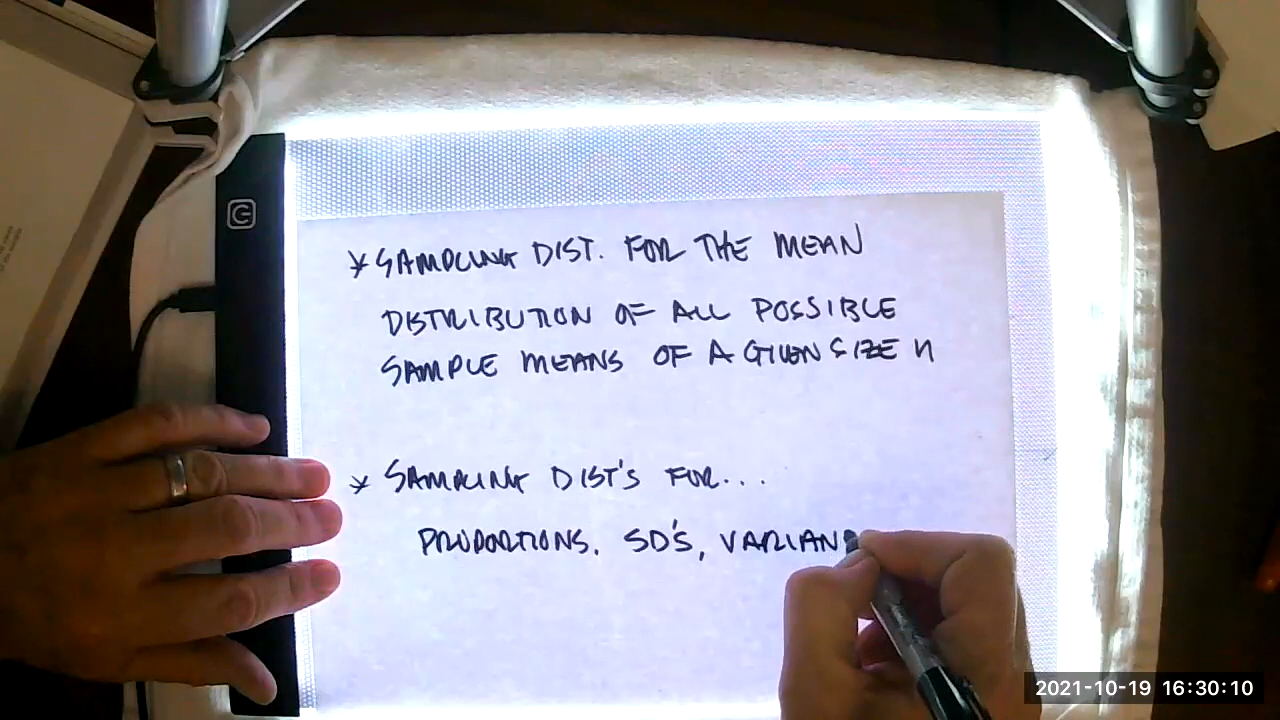 * SAMPLING DIST. FOR THE MEAN
DISTRIBUTION OF ALL POSSIBLE
SAMPLE MEANS OF A GIVEN SIZE n
* SAMPLING DIST'S FOR...
PROPORTIONS, SD'S, VARIAN
2021-10-19 16:30:10